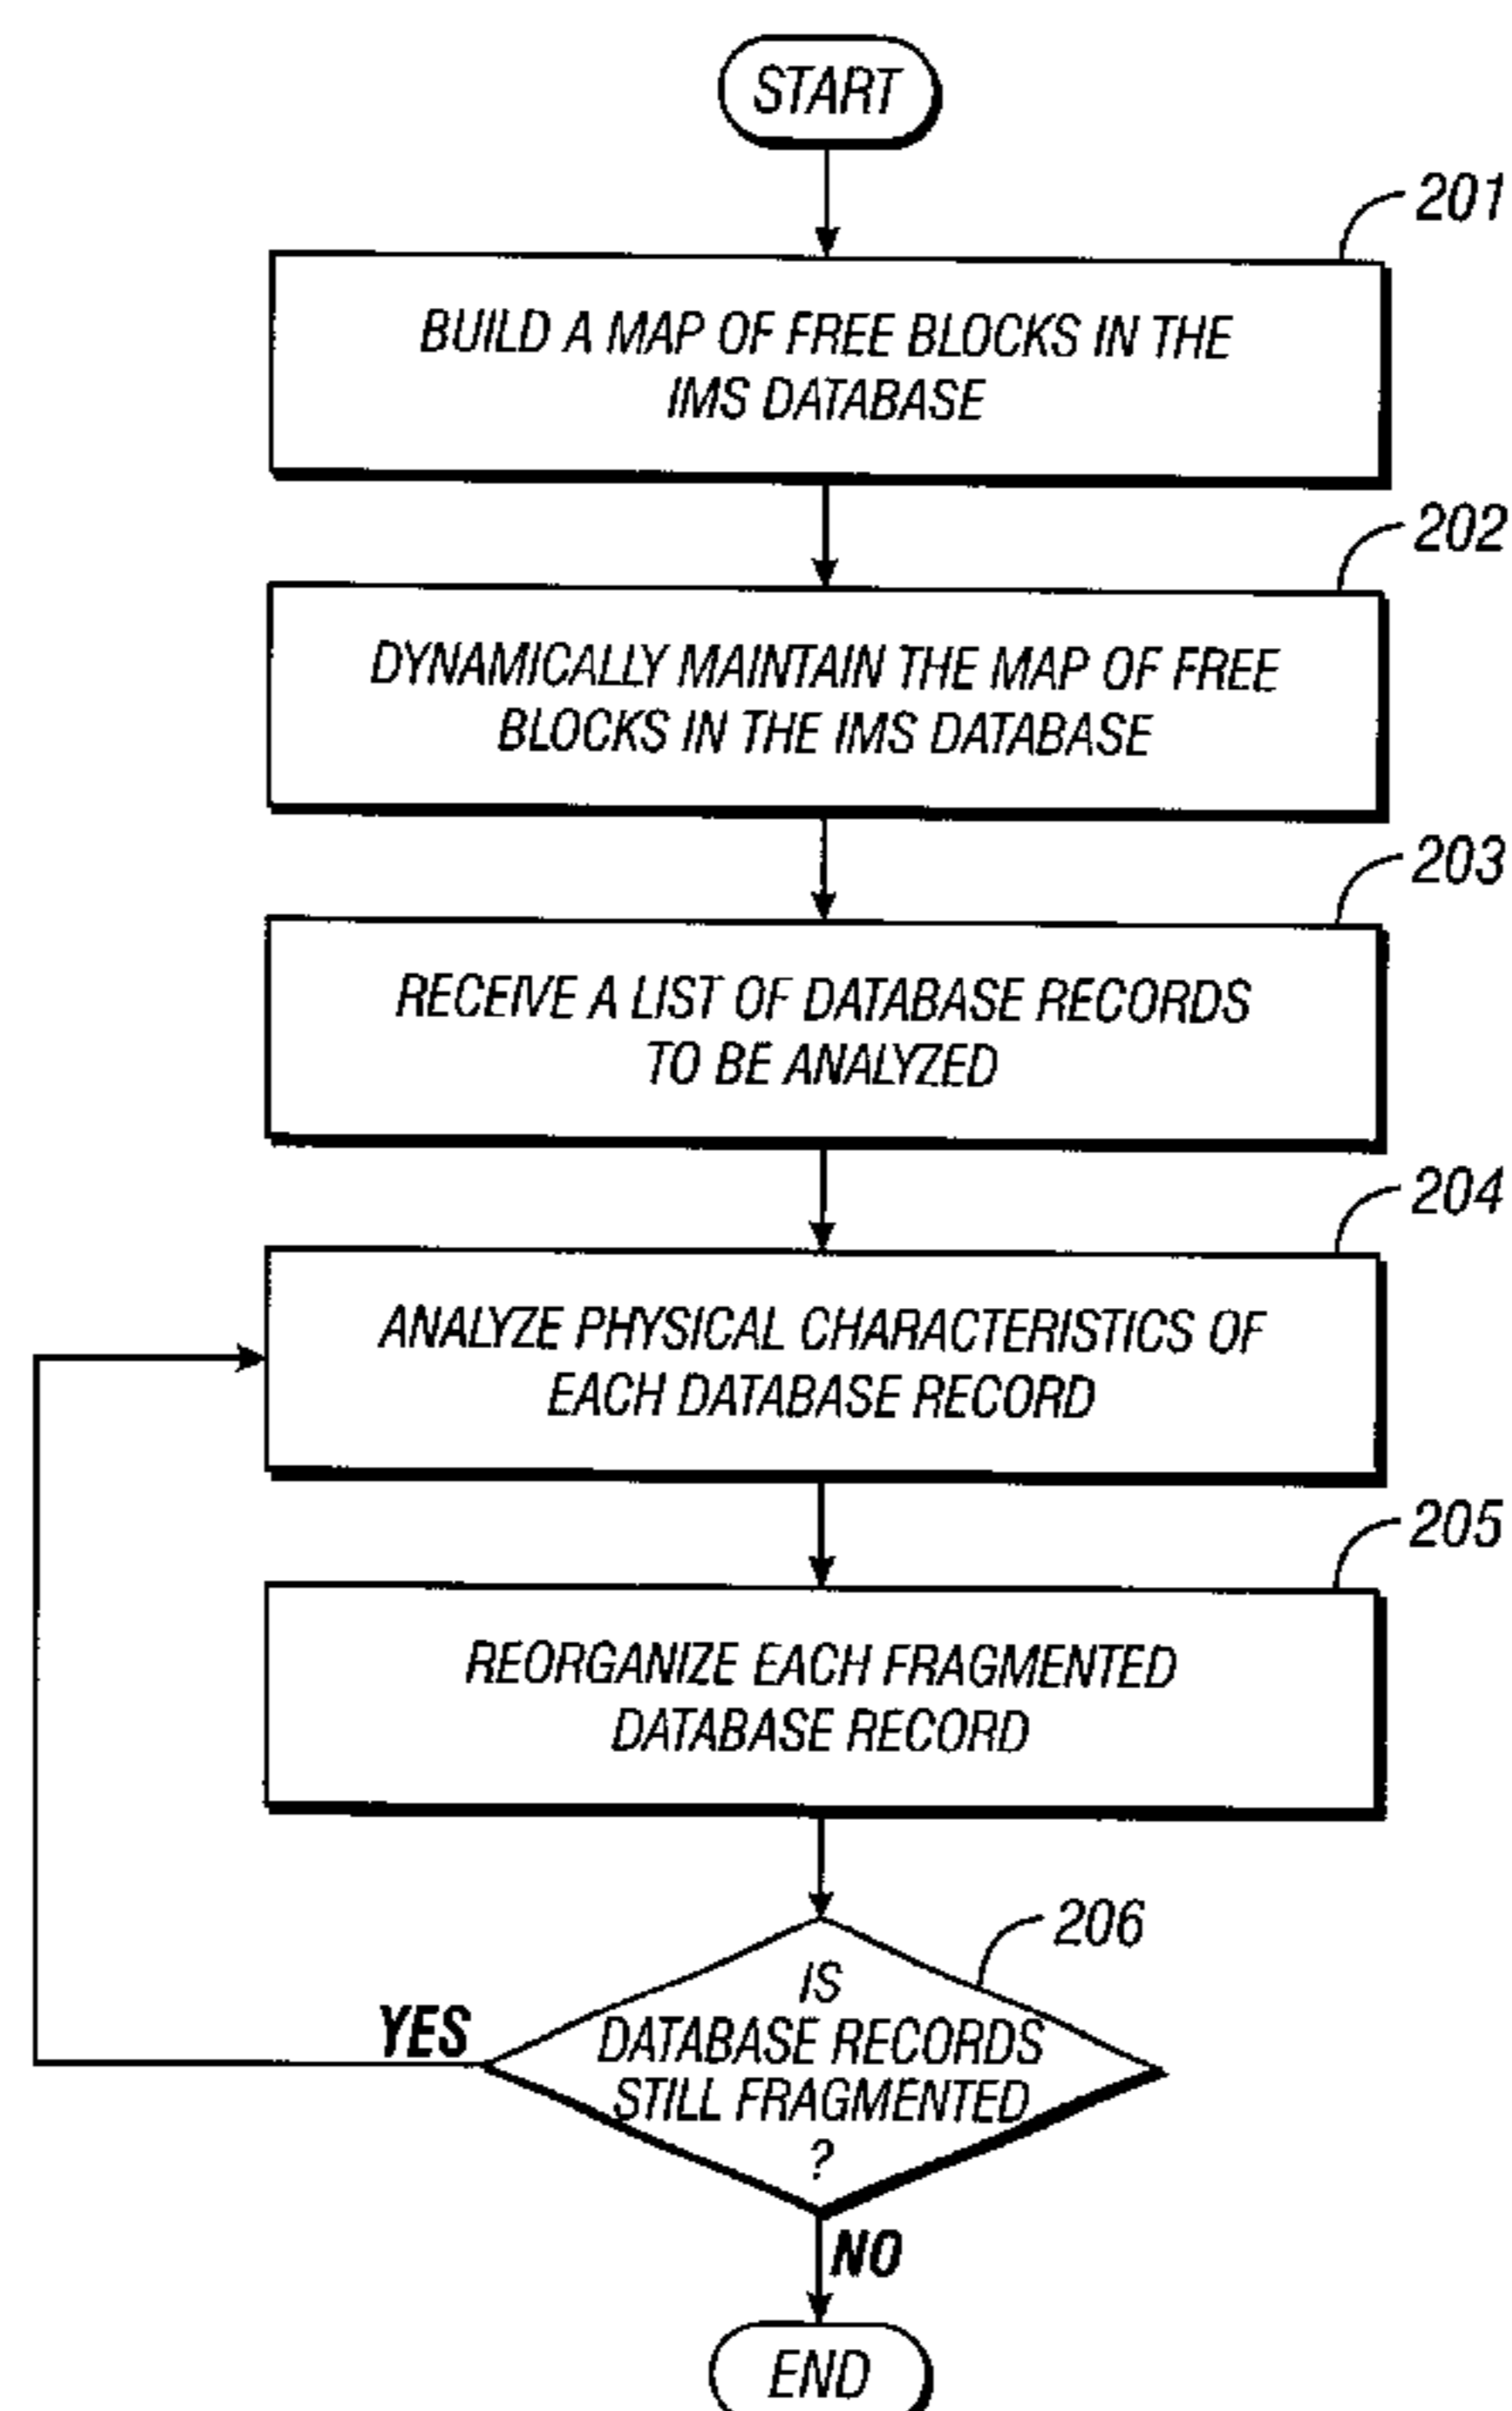 START
201
BUILD A MAP OF FREE BLOCKS IN THE
IMS DATABASE
202
DYNAMICALLY MAINTAIN THE MAP OF FREE
BLOCKS IN THE IMS DATABASE
203
RECEIVE A LIST OF DATABASE RECORDS
TO BE ANALYZED
204
ANALYZE PHYSICAL CHARACTERISTICS OF
EACH DATABASE RECORD
205
REORGANIZE EACH FRAGMENTED
DATABASE RECORD
206
IS
DATABASE RECORDS
STILL FRAGMENTED
?
YES
NO
END